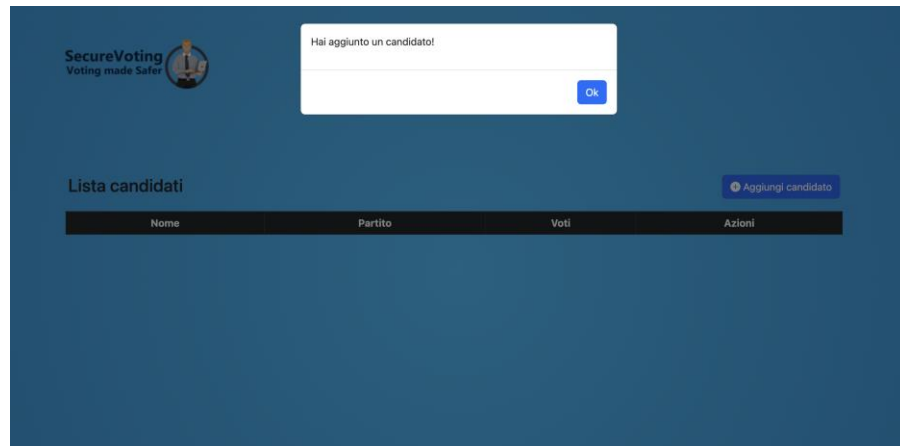 Hai aggiunto un candidato!
SecureVoting
Voting made Safer
Ok
Lista candidati
Aggiungi candidato
Nome Partito Voti Azioni